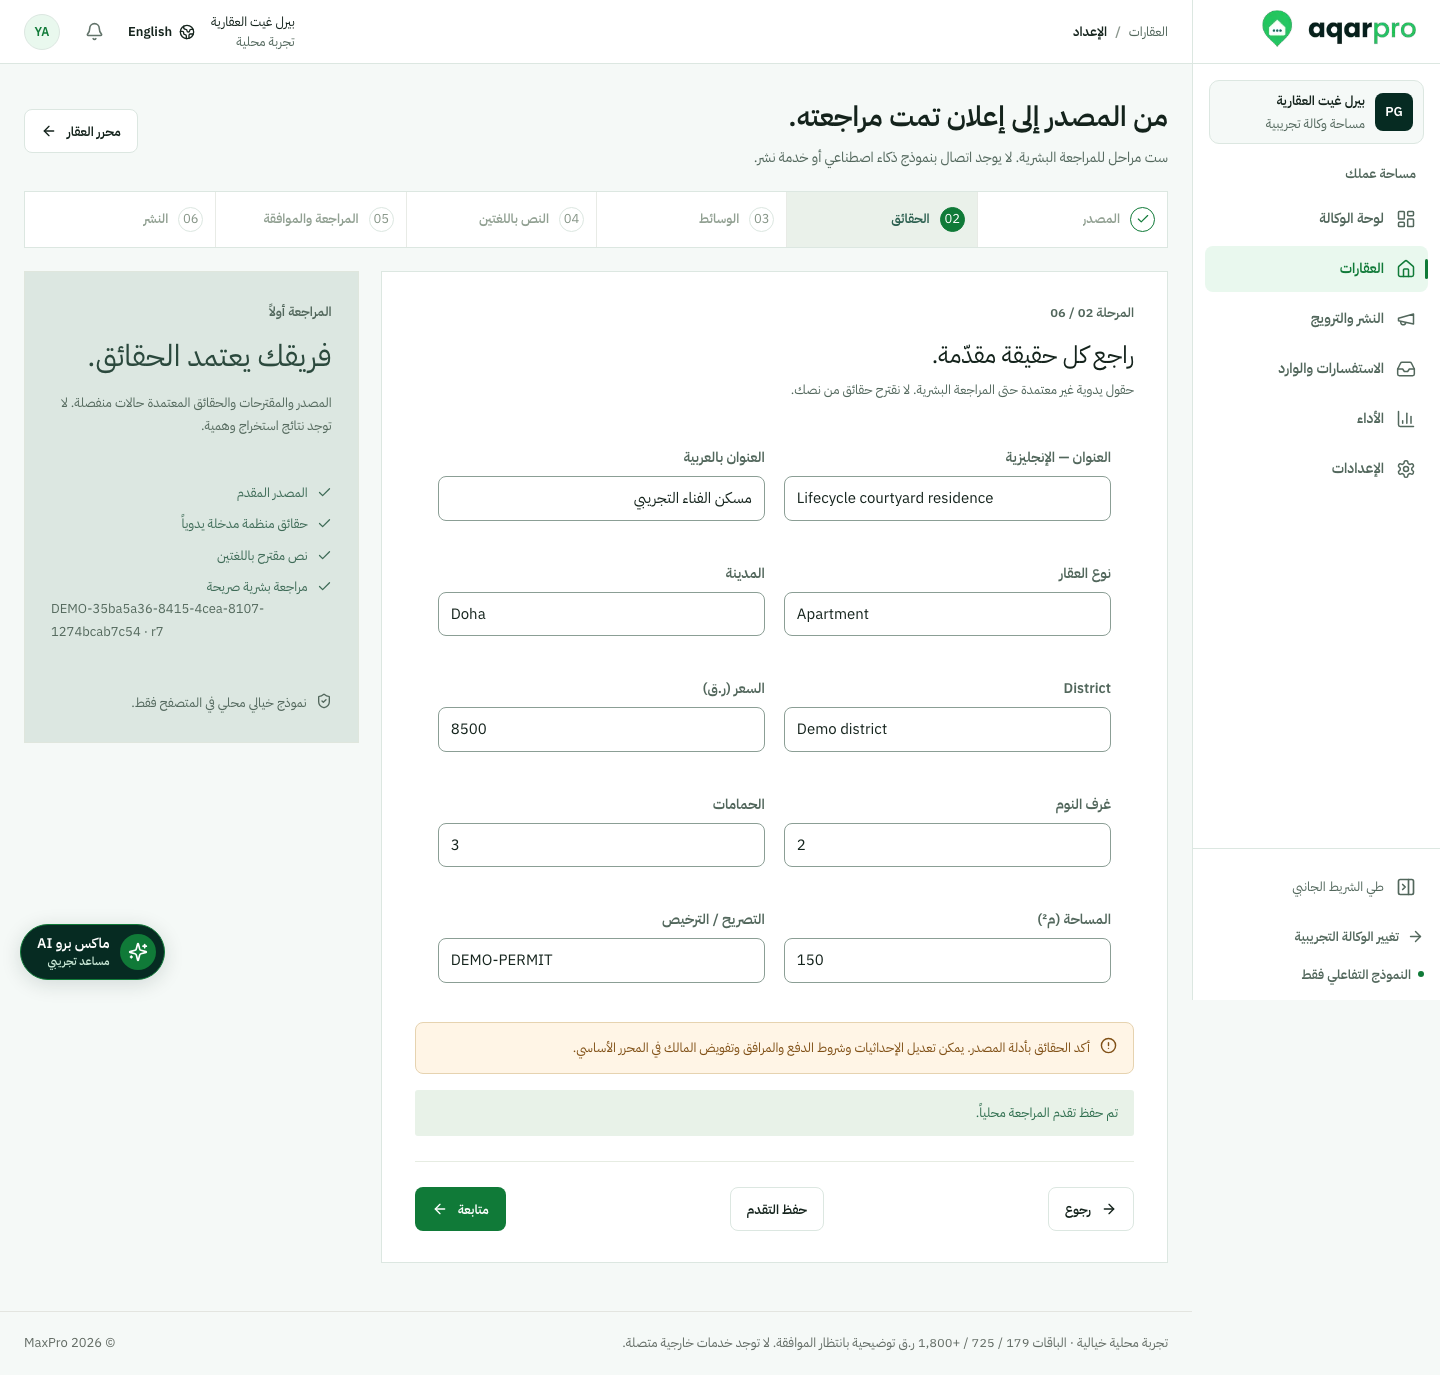 aqarpro
العقارات / الإعداد
بيرل غيت العقارية
تجربة محلية
English
YA
PG
بيرل غيت العقارية
مساحة وكالة تجريبية
مساحة عملك
لوحة الوكالة
العقارات
النشر والترويج
الاستفسارات والوارد
الأداء
الإعدادات
طي الشريط الجانبي
تغيير الوكالة التجريبية
النموذج التفاعلي فقط
من المصدر إلى إعلان تمت مراجعته.
ست مراحل للمراجعة البشرية. لا يوجد اتصال بنموذج ذكاء اصطناعي أو خدمة نشر.
محرر العقار
المصدر
02 الحقائق
03 الوسائط
04 النص باللغتين
05 المراجعة والموافقة
06 النشر
المرحلة 02 / 06
راجع كل حقيقة مقدّمة.
حقول يدوية غير معتمدة حتى المراجعة البشرية. لا نقترح حقائق من نصك.
العنوان — الإنجليزية
Lifecycle courtyard residence
العنوان بالعربية
مسكن الفناء التجريبي
نوع العقار
Apartment
المدينة
Doha
District
Demo district
السعر (ر.ق)
8500
غرف النوم
2
الحمامات
3
المساحة (م²)
150
التصريح / الترخيص
DEMO-PERMIT
أكد الحقائق بأدلة المصدر. يمكن تعديل الإحداثيات وشروط الدفع والمرافق وتفويض المالك في المحرر الأساسي.
تم حفظ تقدم المراجعة محلياً.
رجوع
حفظ التقدم
متابعة
المراجعة أولاً
فريقك يعتمد الحقائق.
المصدر والمقترحات والحقائق المعتمدة حالات منفصلة. لا
توجد نتائج استخراج وهمية.
المصدر المقدم
حقائق منظمة مدخلة يدوياً
نص مقترح باللغتين
مراجعة بشرية صريحة
DEMO-35ba5a36-8415-4cea-8107-
1274bcab7c54 · r7
نموذج خيالي محلي في المتصفح فقط.
ماكس برو AI
مساعد تجريبي
تجربة محلية خيالية · الباقات 179 / 725 / +1,800 ر.ق توضيحية بانتظار الموافقة. لا توجد خدمات خارجية متصلة.
© 2026 MaxPro